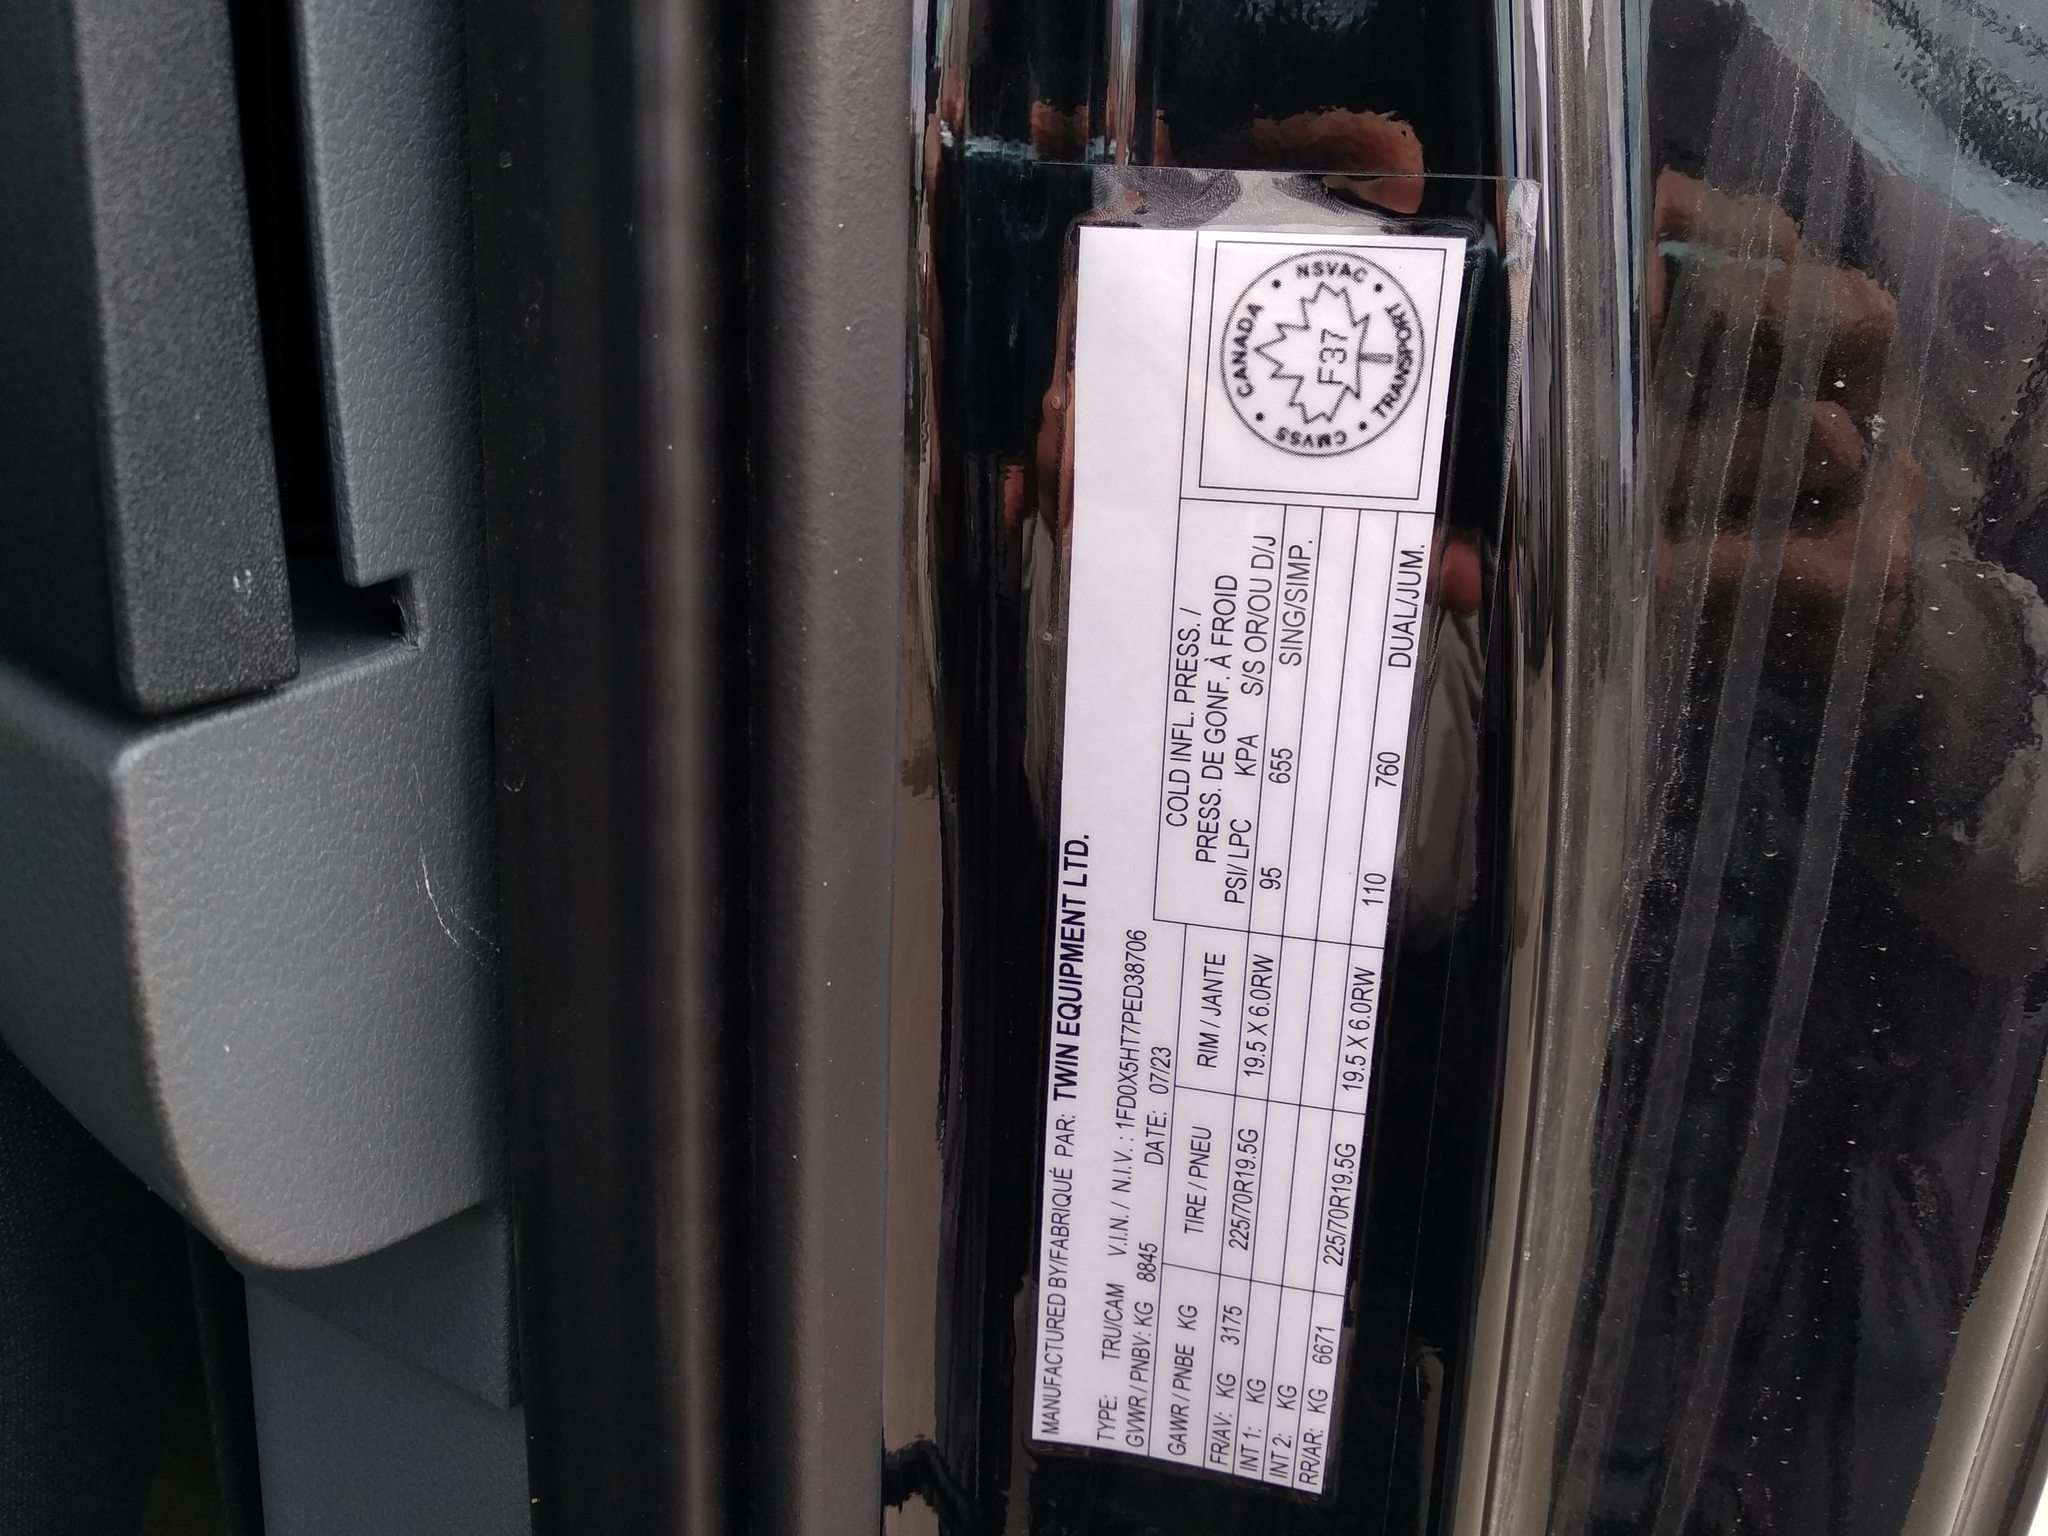 MANUFACTURED BY/FABRIQUÉ PAR: TWIN EQUIPMENT LTD.
TYPE: TRU/CAM V.I.N./ N.I.V.: 1FD0X5HT7PED38706
GVWR / PNBV: KG 8845 DATE: 07/23
GAWR / PNBE KG TIRE / PNEU RIM / JANTE COLD INFL. PRESS. /
PRESS. DE GONF. À FROID
PSI/ LPC KPA S/S OR/OU D/J
FR/AV: KG 3175 225/70R19.5G 19.5 X 6.0RW 95 655 SING/SIMP.
INT 1: KG
INT 2: KG
RR/AR: KG 6671 225/70R19.5G 19.5 X 6.0RW 110 760 DUAL/JUM.
CANADA • NSVAC • TRANSPORT • CMVSS •
F37